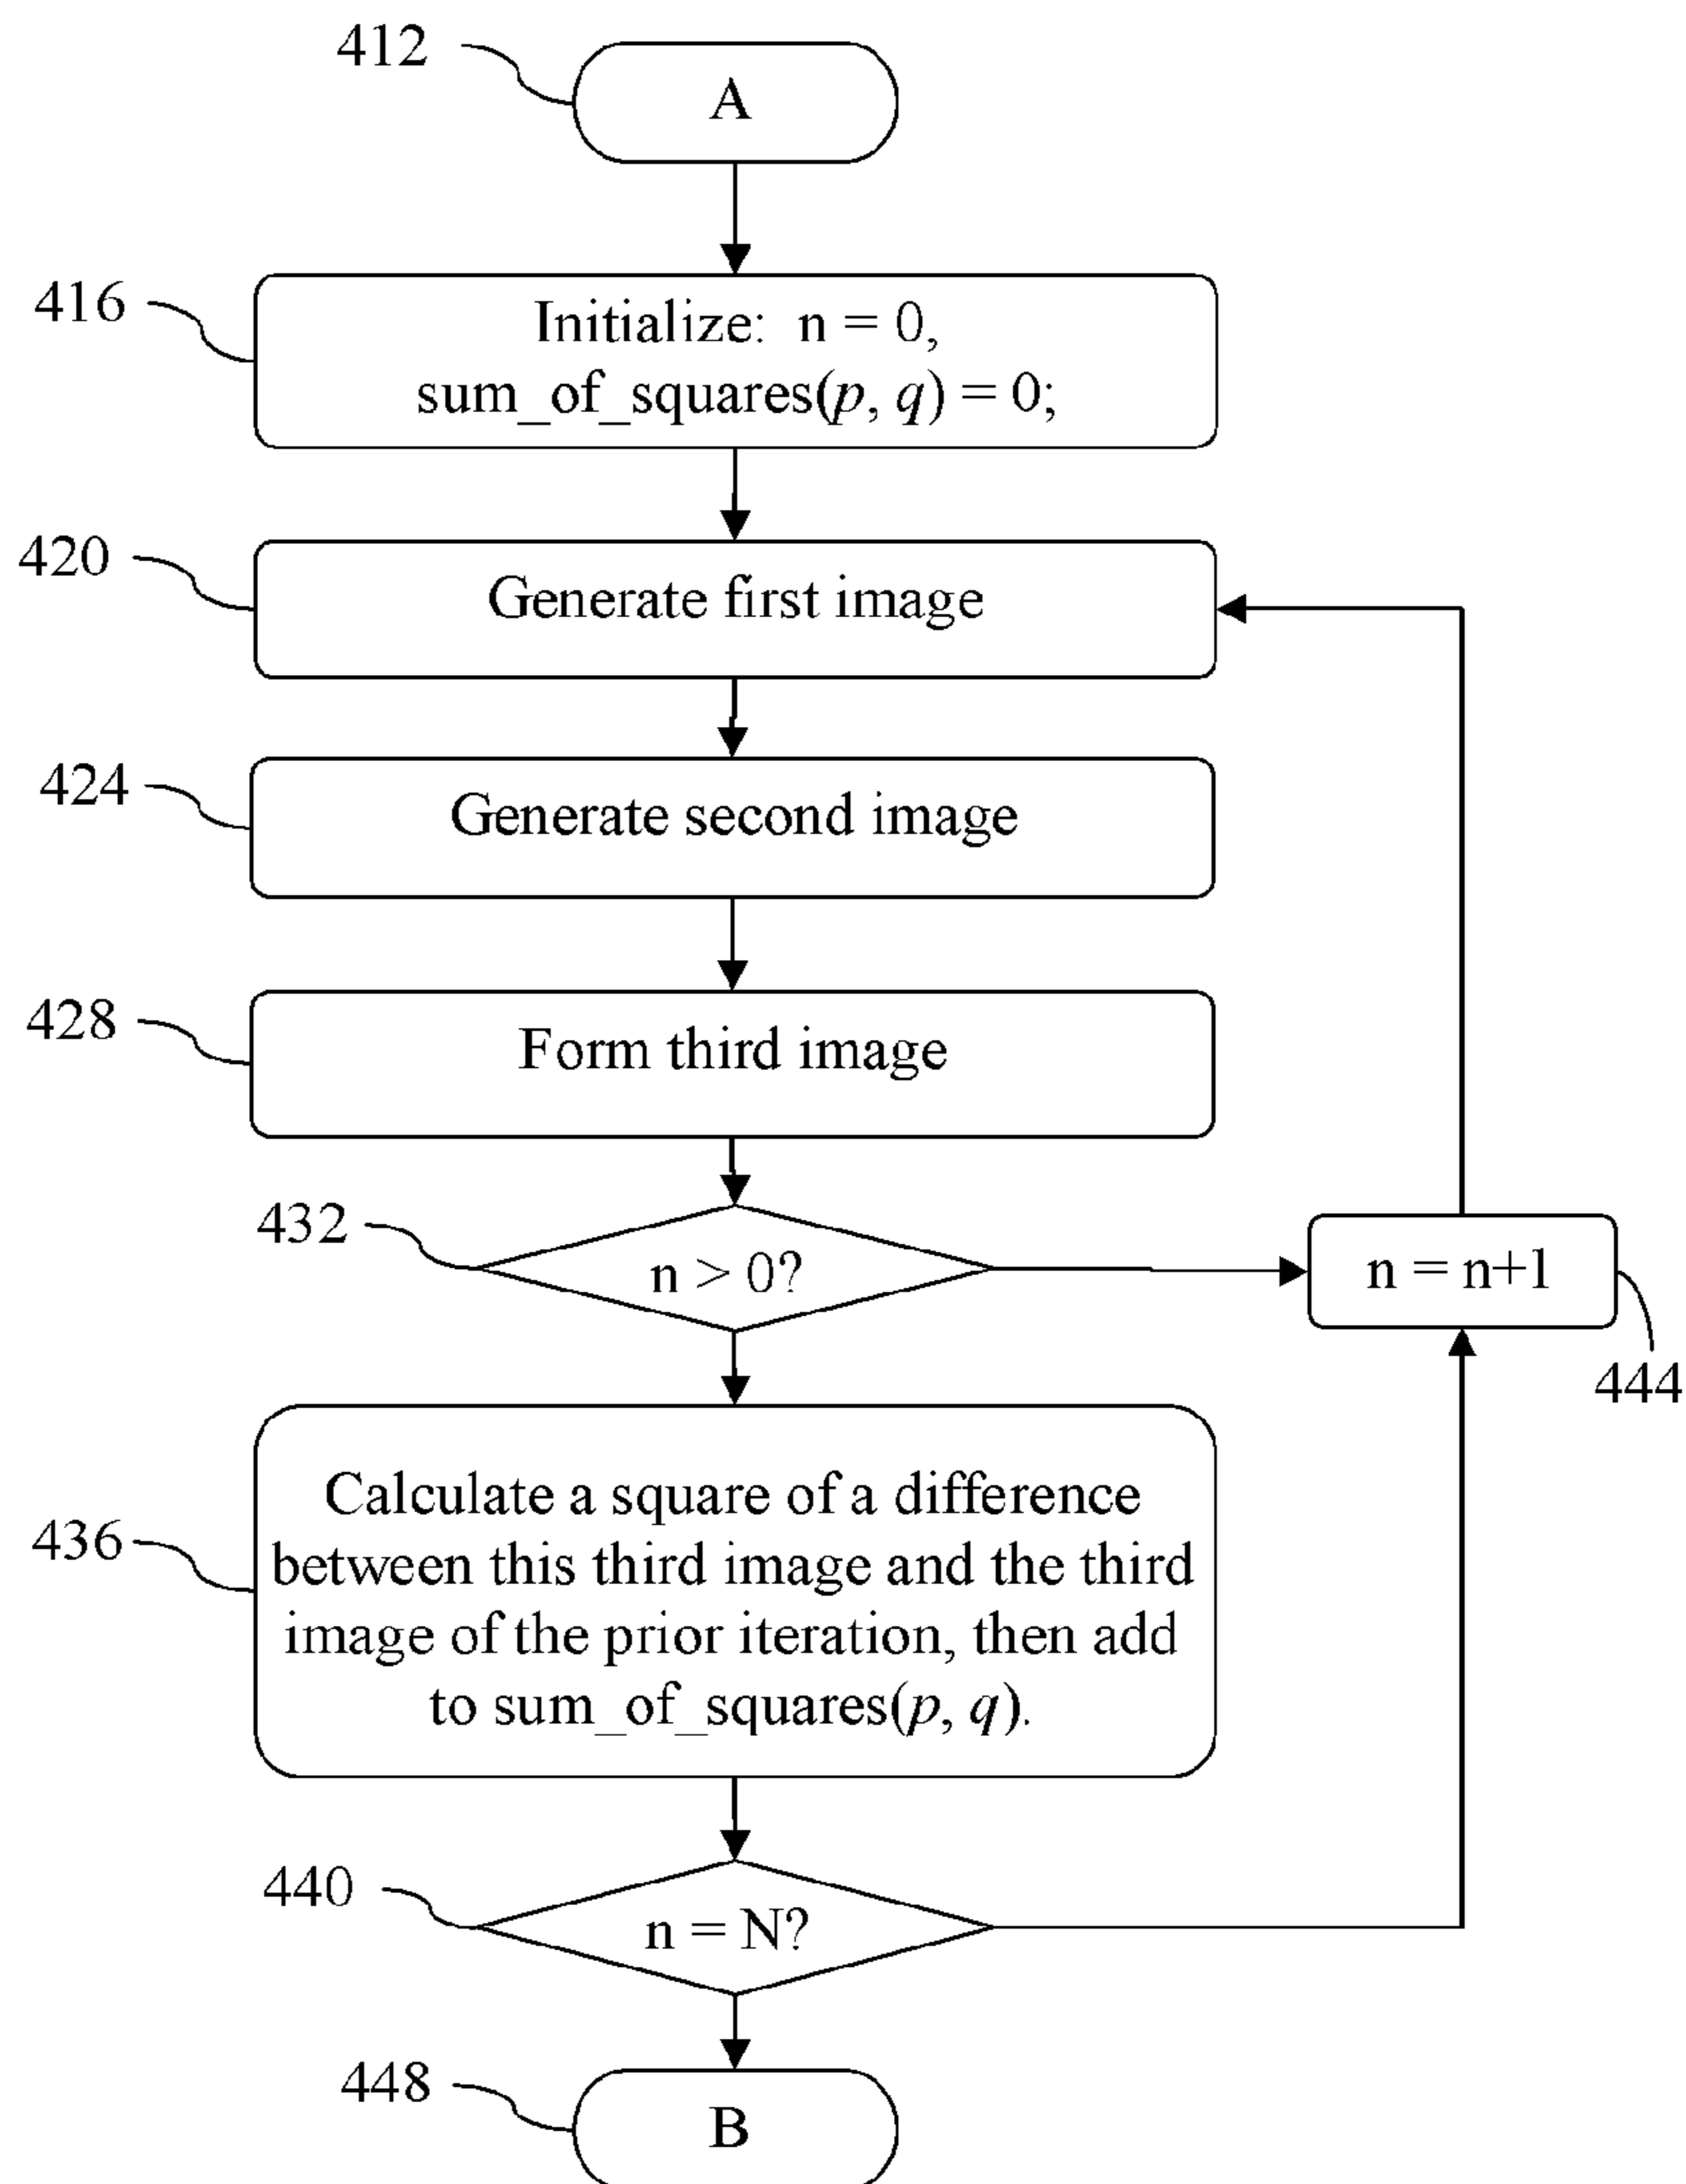 412
A
416
Initialize: n = 0,
sum_of_squares(p, q) = 0;
420
Generate first image
424
Generate second image
428
Form third image
432
n > 0?
n = n+1
444
436
Calculate a square of a difference
between this third image and the third
image of the prior iteration, then add
to sum_of_squares(p, q).
440
n = N?
448
B